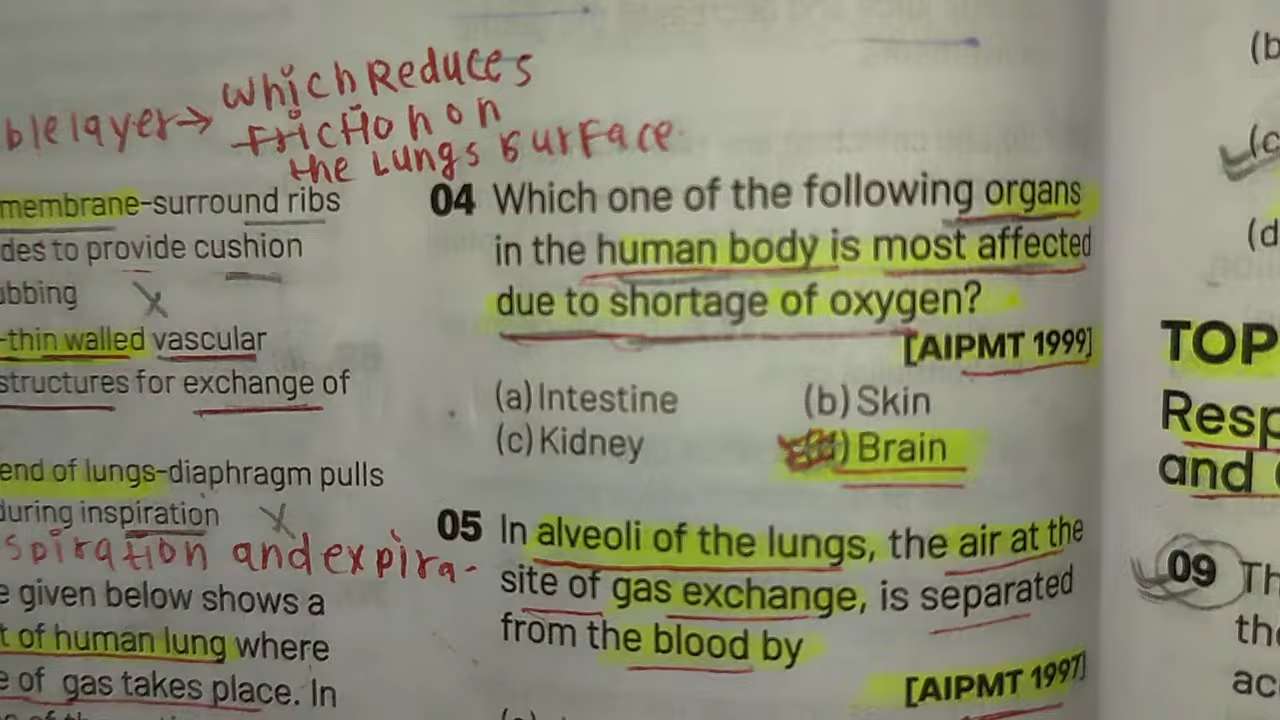 which Reduces
blelayer→ friction on
the Lungs surface
membrane-surround ribs
des to provide cushion
ubbing
-thin walled vascular
structures for exchange of
end of lungs-diaphragm pulls
during inspiration
spiration and expira-
e given below shows a
t of human lung where
e of gas takes place. In
04 Which one of the following organs
in the human body is most affected
due to shortage of oxygen?
[AIPMT 1999]
(a) Intestine (b) Skin
(c) Kidney (d) Brain
05 In alveoli of the lungs, the air at the
site of gas exchange, is separated
from the blood by
[AIPMT 1997]
(b
(c
(d
TOP
Resp
and
09 Th
the
ac